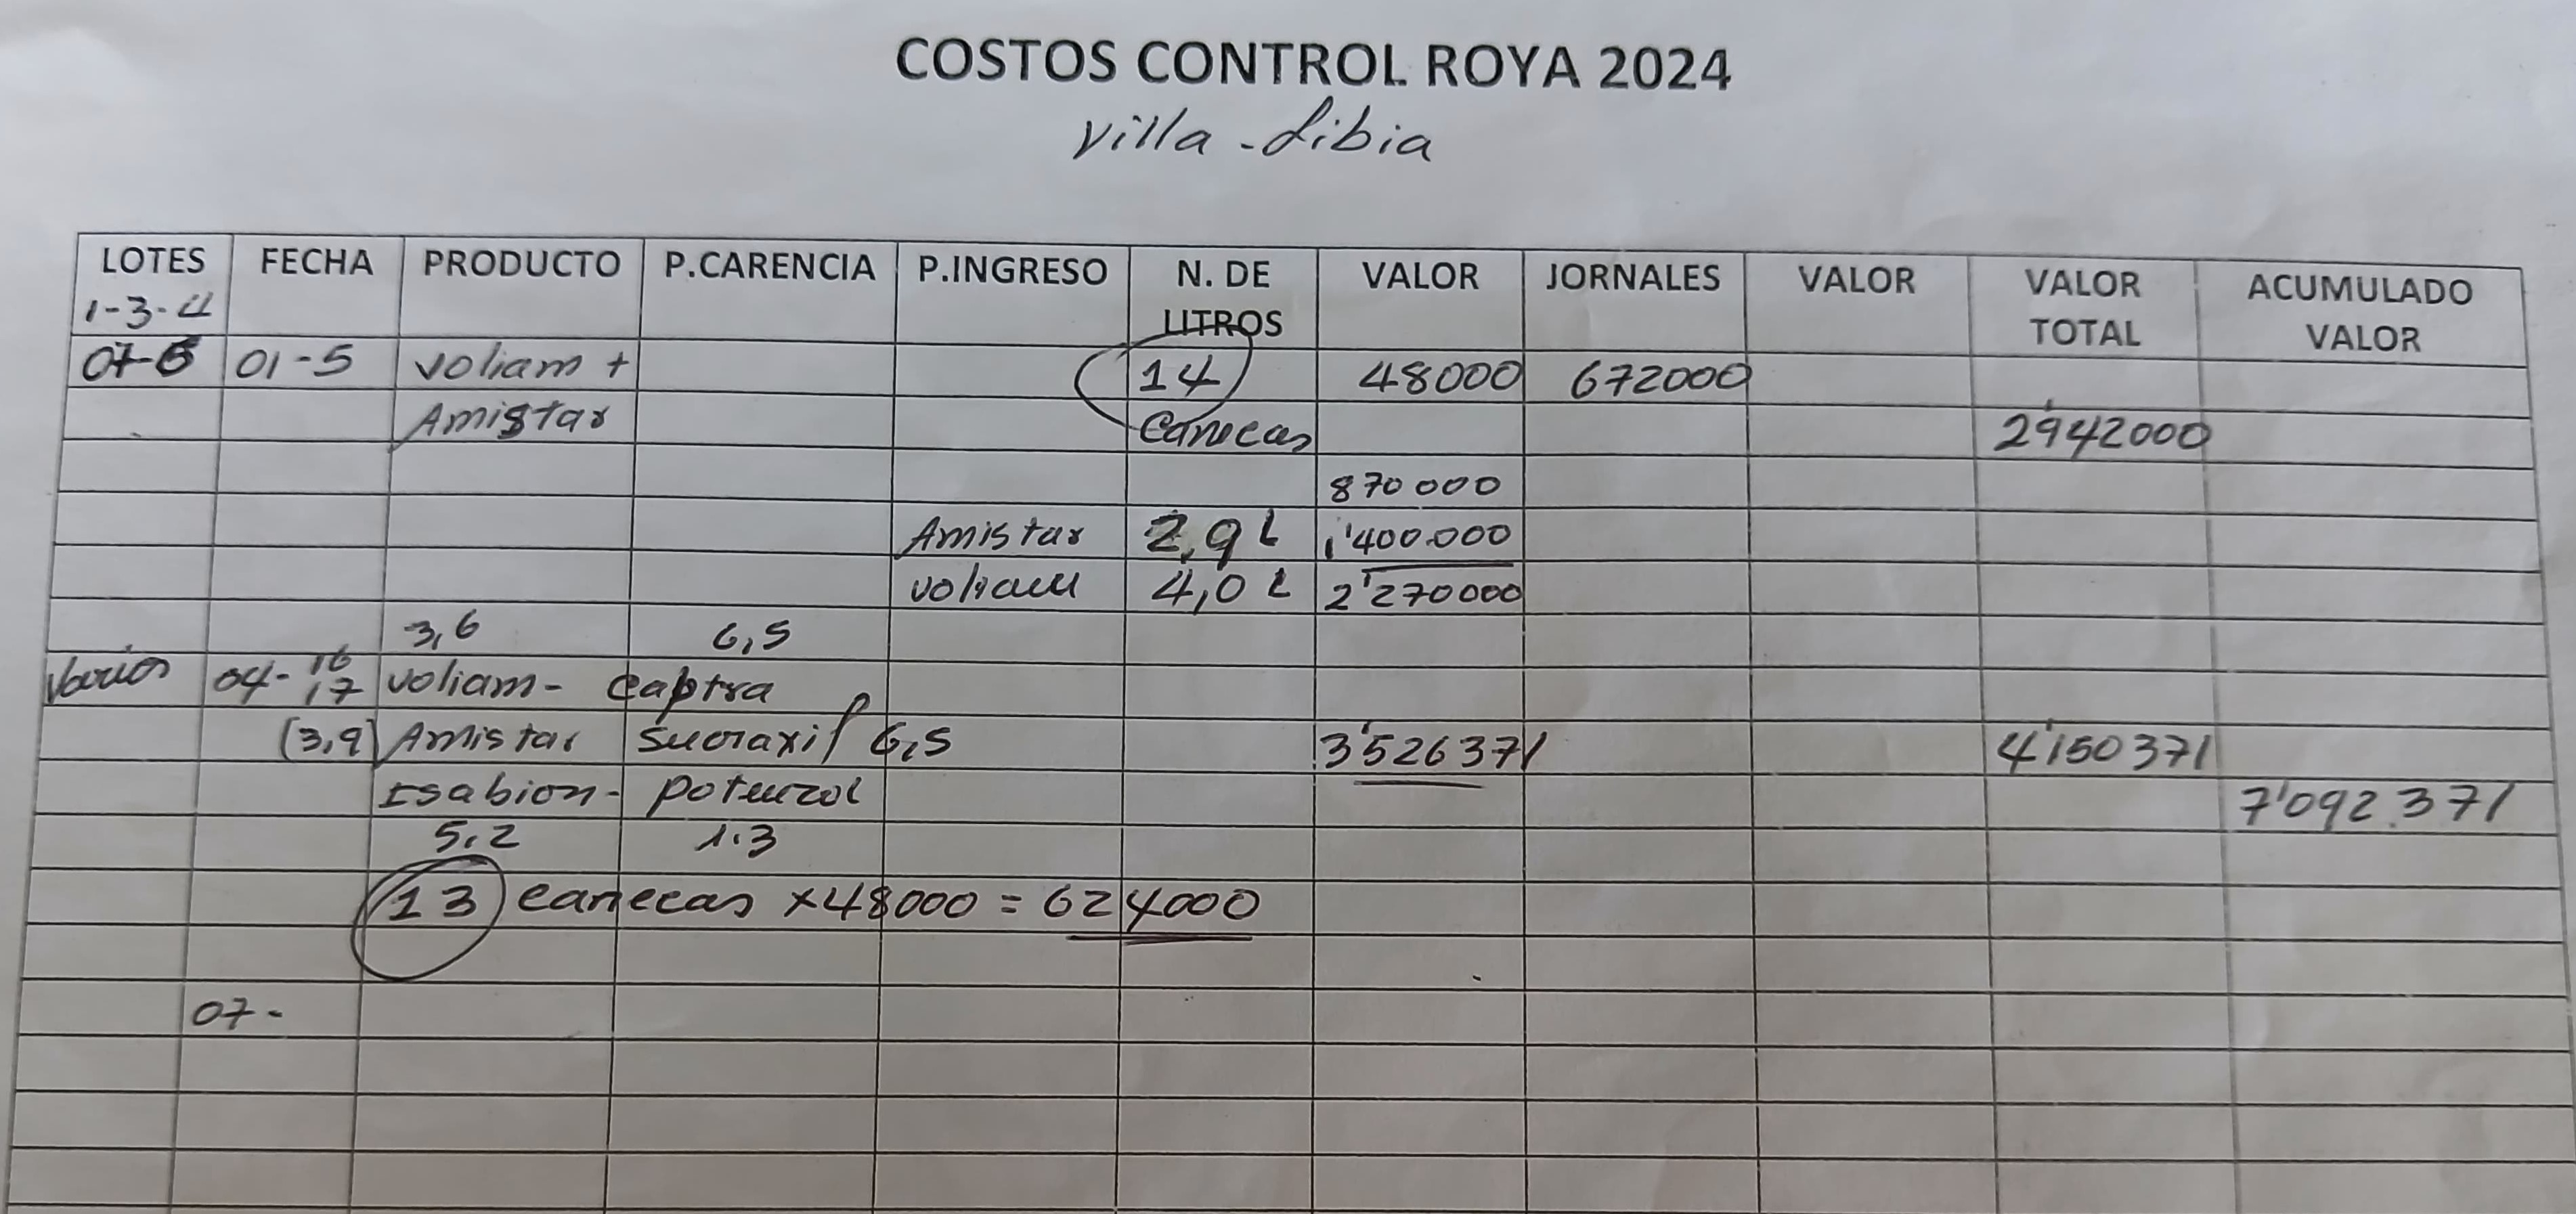 COSTOS CONTROL ROYA 2024
Villa - Libia
LOTES FECHA PRODUCTO P.CARENCIA P.INGRESO N. DE LITROS VALOR JORNALES VALOR VALOR TOTAL ACUMULADO VALOR
1-3-4
07-6 01-5 voliam + 14 48000 672000
Amistar Canecas 2'942000
870000
Amistar 2,9 L 1'400.000
voliam 4,0 L 2'270000
3,6 6,5
Varios 04-16 17 voliam - captra
(3,9) Amistar Sucraxil 6,5 3'526371 4'150371
Isabion - potenzol 7'092.371
5,2 1.3
13 canecas x48000 = 624000
07-